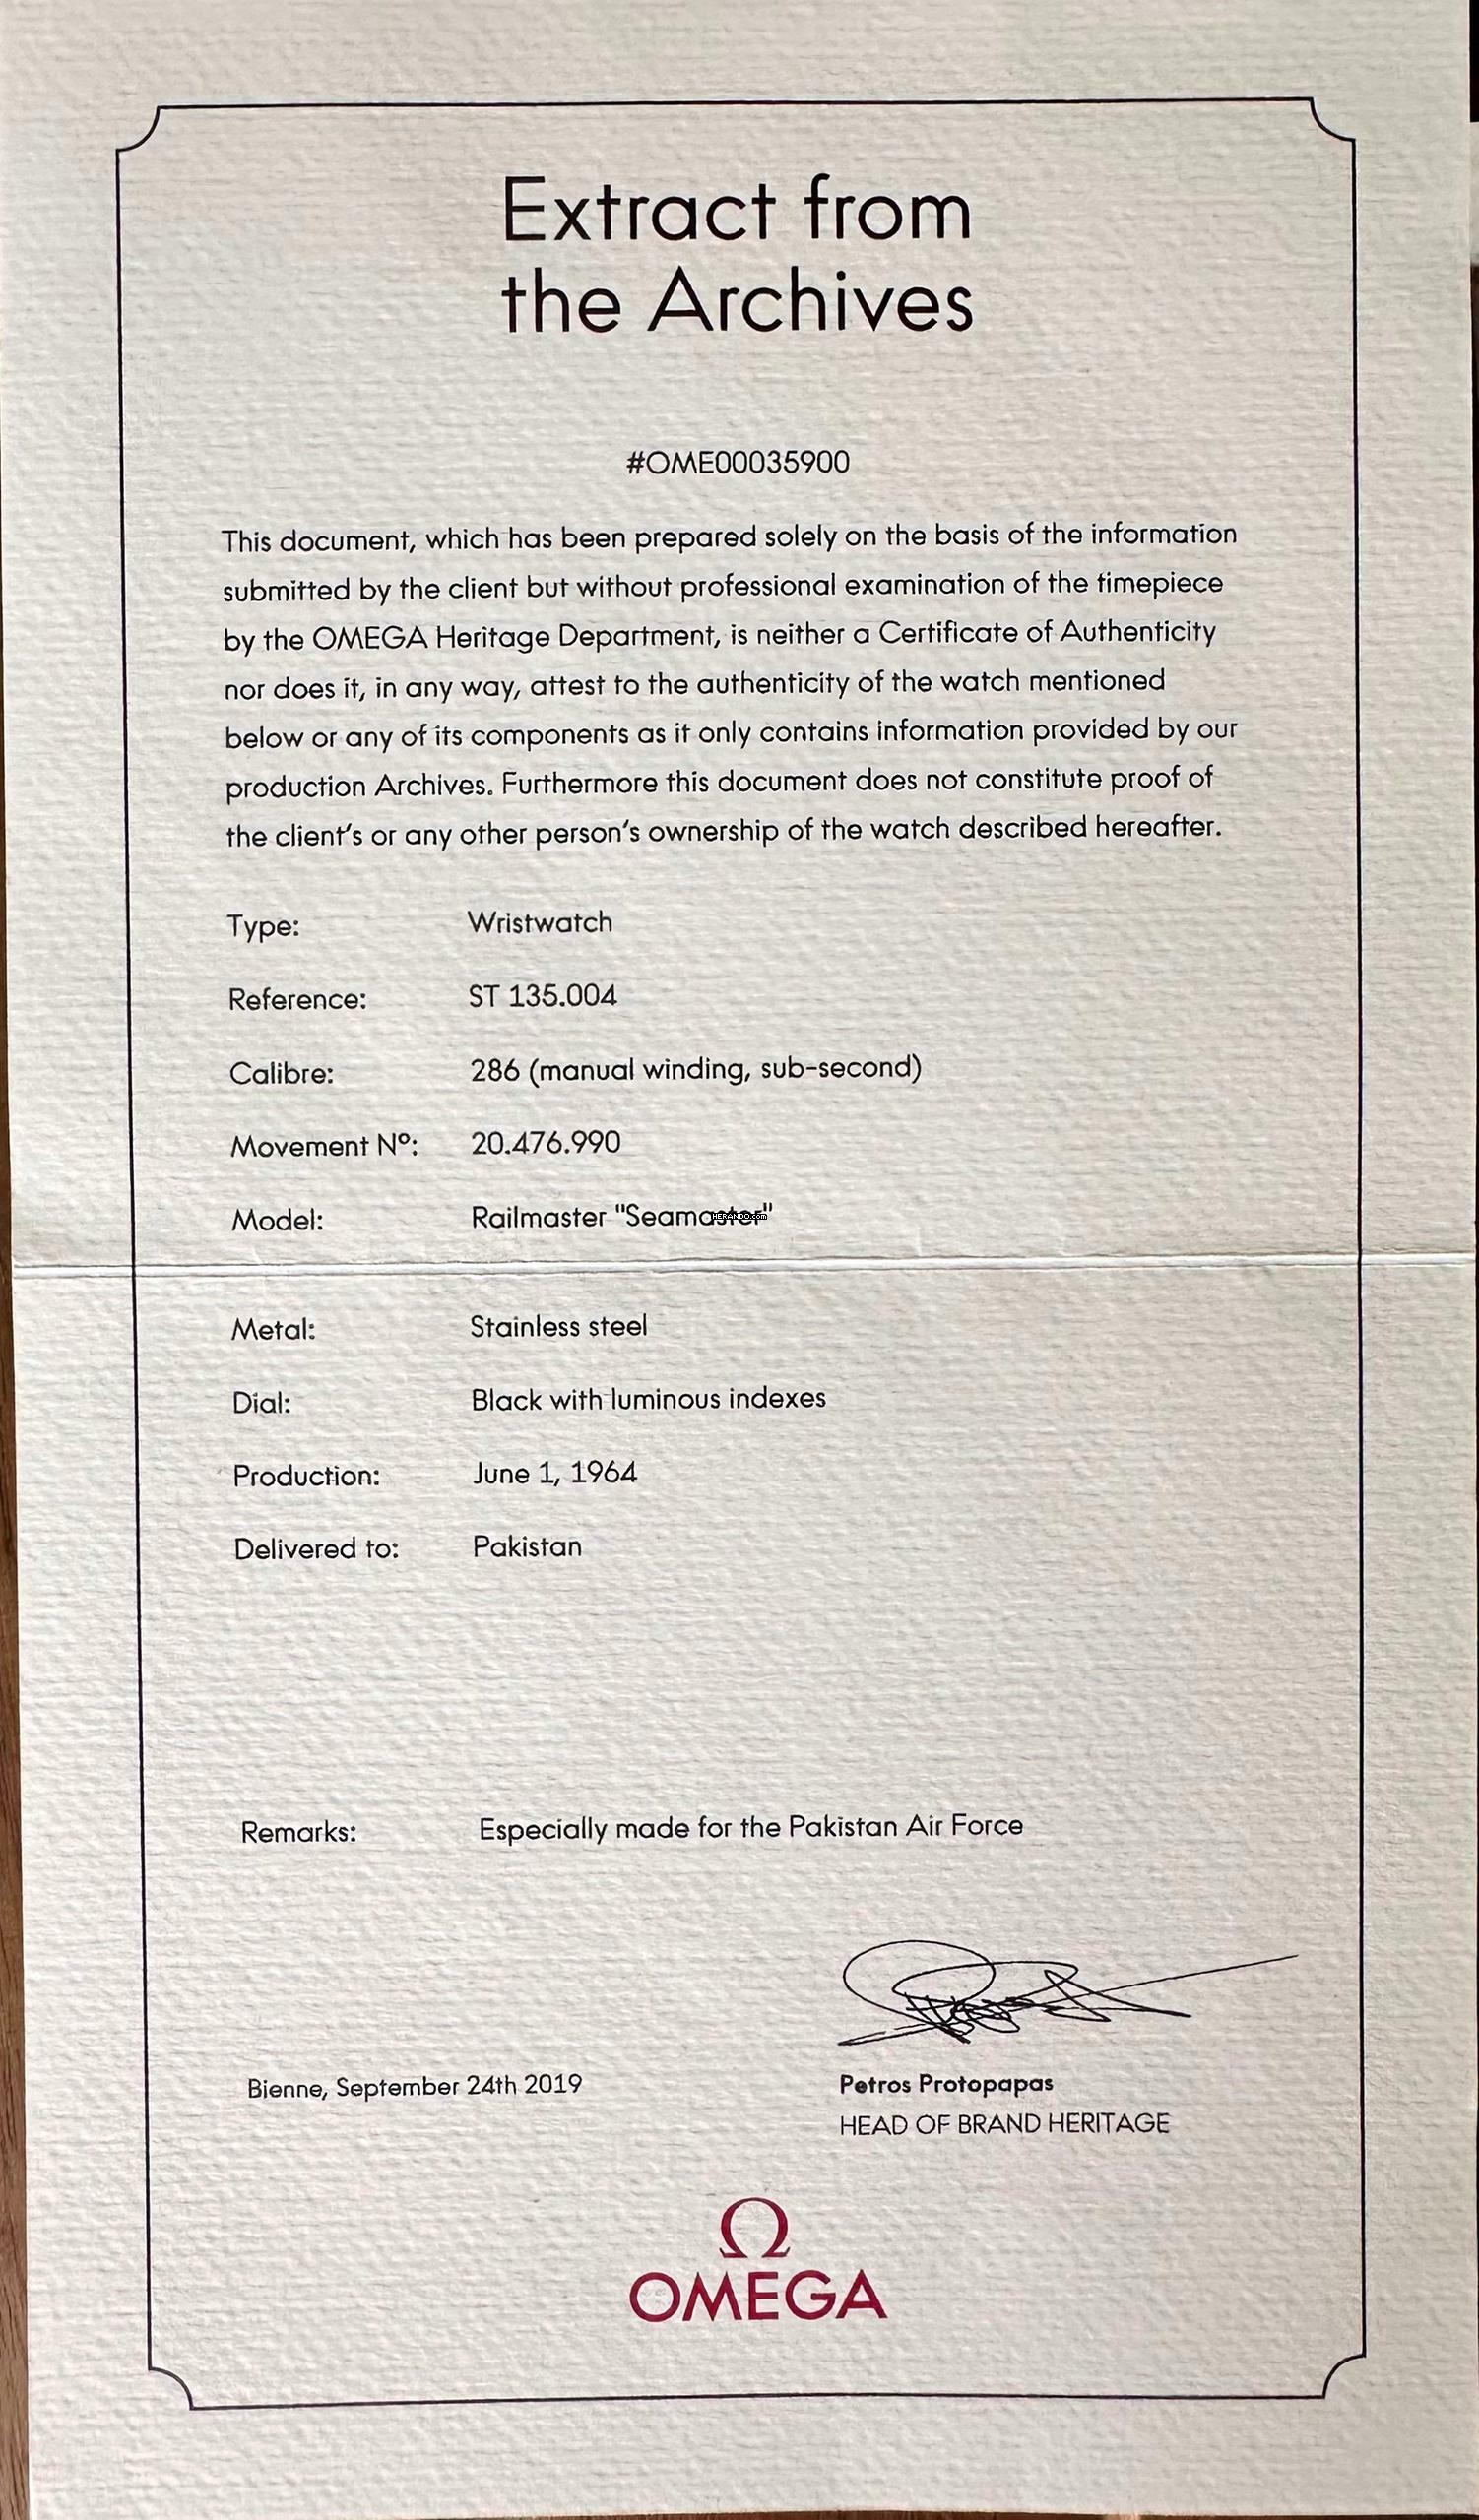 Extract from
the Archives
#OME00035900
This document, which has been prepared solely on the basis of the information
submitted by the client but without professional examination of the timepiece
by the OMEGA Heritage Department, is neither a Certificate of Authenticity
nor does it, in any way, attest to the authenticity of the watch mentioned
below or any of its components as it only contains information provided by our
production Archives. Furthermore this document does not constitute proof of
the client's or any other person's ownership of the watch described hereafter.
Type: Wristwatch
Reference: ST 135.004
Calibre: 286 (manual winding, sub-second)
Movement Nº: 20.476.990
Model: Railmaster "Seamaster"
HERANDO.com
Metal: Stainless steel
Dial: Black with luminous indexes
Production: June 1, 1964
Delivered to: Pakistan
Remarks: Especially made for the Pakistan Air Force
Bienne, September 24th 2019
Petros Protopapas
HEAD OF BRAND HERITAGE
Ω
OMEGA